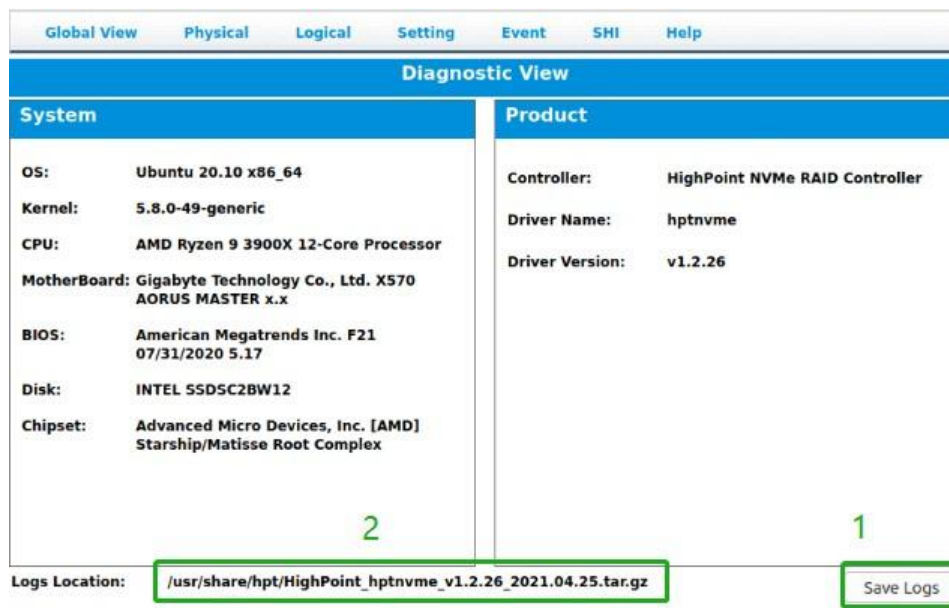 Global View Physical Logical Setting Event SHI Help
Diagnostic View
System
OS: Ubuntu 20.10 x86_64
Kernel: 5.8.0-49-generic
CPU: AMD Ryzen 9 3900X 12-Core Processor
MotherBoard: Gigabyte Technology Co., Ltd. X570
AORUS MASTER x.x
BIOS: American Megatrends Inc. F21
07/31/2020 5.17
Disk: INTEL SSDSC2BW12
Chipset: Advanced Micro Devices, Inc. [AMD]
Starship/Matisse Root Complex
Product
Controller: HighPoint NVMe RAID Controller
Driver Name: hptnvme
Driver Version: v1.2.26
2
1
Logs Location: /usr/share/hpt/HighPoint_hptnvme_v1.2.26_2021.04.25.tar.gz
Save Logs